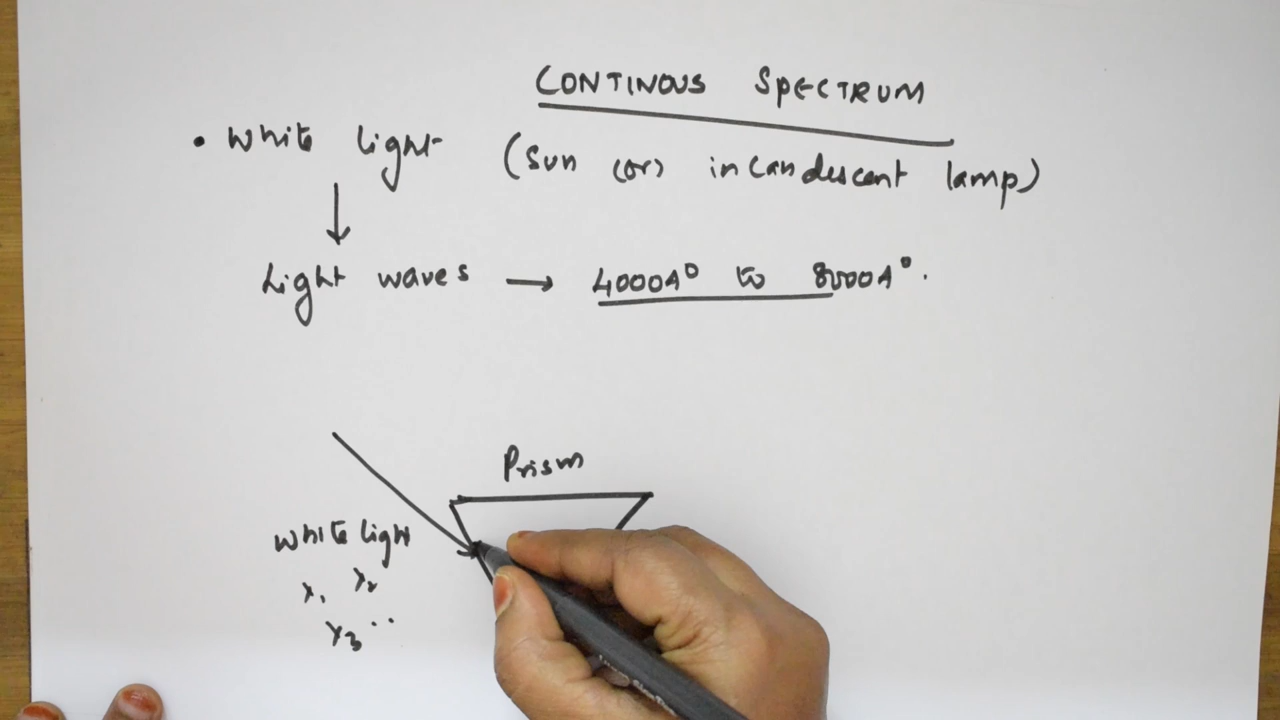 CONTINOUS SPECTRUM
• White light (Sun (or) incandescent lamp)
↓
Light waves → 4000A° to 8000A°.
Prism
White light
λ₁ λ₂
λ₃ ..